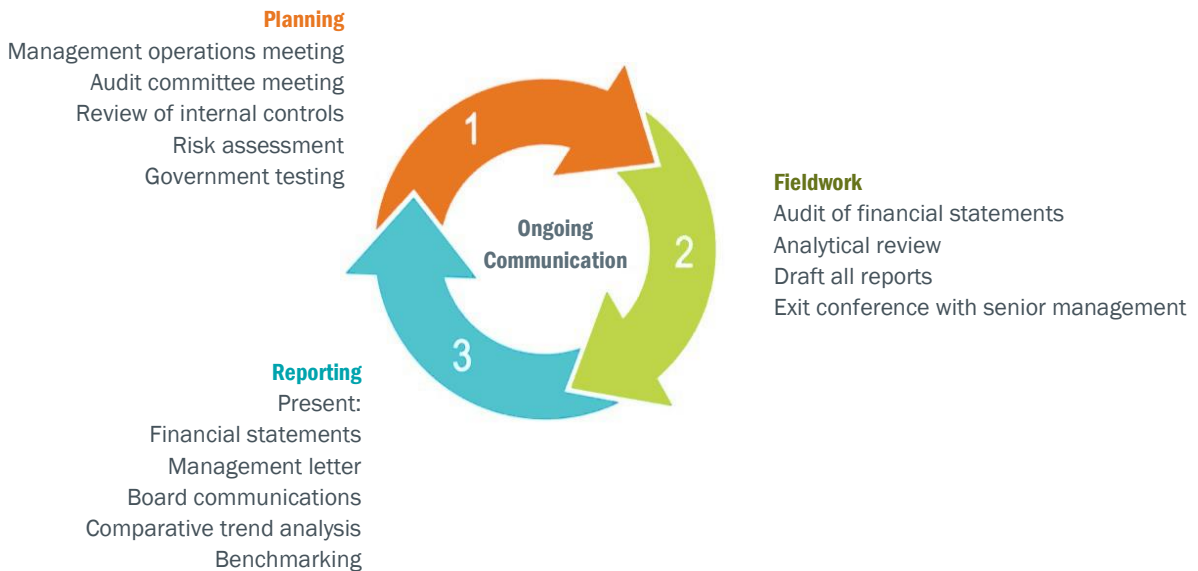 Planning
Management operations meeting
Audit committee meeting
Review of internal controls
Risk assessment
Government testing
1
Fieldwork
Audit of financial statements
Analytical review
Draft all reports
Exit conference with senior management
2
Ongoing
Communication
3
Reporting
Present:
Financial statements
Management letter
Board communications
Comparative trend analysis
Benchmarking